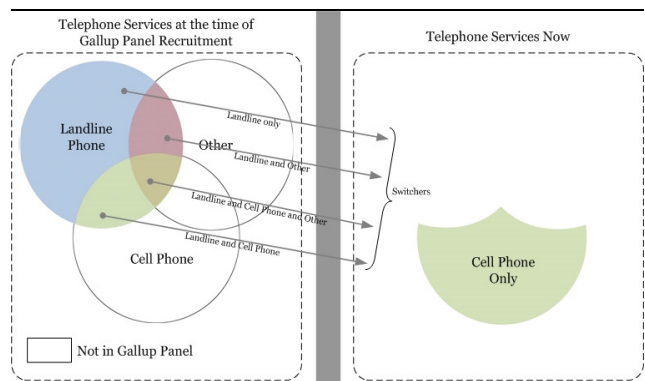 Telephone Services at the time of
Gallup Panel Recruitment
Telephone Services Now
Landline
Phone
Other
Cell Phone
Landline only
Landline and Other
Landline and Cell Phone and Other
Landline and Cell Phone
Switchers
Cell Phone
Only
Not in Gallup Panel